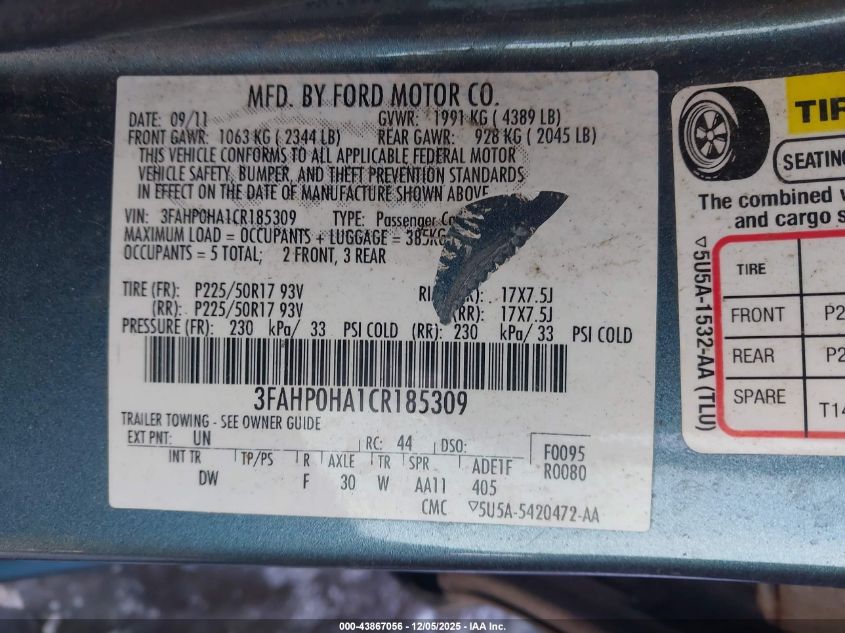 MFD. BY FORD MOTOR CO.
DATE: 09/11 GVWR: 1991 KG ( 4389 LB)
FRONT GAWR: 1063 KG ( 2344 LB) REAR GAWR: 928 KG ( 2045 LB)
THIS VEHICLE CONFORMS TO ALL APPLICABLE FEDERAL MOTOR
VEHICLE SAFETY, BUMPER, AND THEFT PREVENTION STANDARDS
IN EFFECT ON THE DATE OF MANUFACTURE SHOWN ABOVE.
VIN: 3FAHP0HA1CR185309 TYPE: Passenger
MAXIMUM LOAD = OCCUPANTS + LUGGAGE = 385KG
OCCUPANTS = 5 TOTAL; 2 FRONT, 3 REAR
TIRE (FR): P225/50R17 93V 17X7.5J
(RR): P225/50R17 93V (RR): 17X7.5J
PRESSURE (FR): 230 kPa/ 33 PSI COLD (RR): 230 kPa/ 33 PSI COLD
3FAHP0HA1CR185309
TRAILER TOWING - SEE OWNER GUIDE
EXT PNT: UN RC: 44 DSO: F0095
R0080
INT TR TP/PS R AXLE TR SPR ADE1F
DW F 30 W AA11 405
CMC ▽5U5A-5420472-AA
TIR
SEATING
The combined
and cargo
▽5U5A-1532-AA (TLU)
TIRE
FRONT P2
REAR P2
SPARE T14
000-43867056 - 12/05/2025 - IAA Inc.